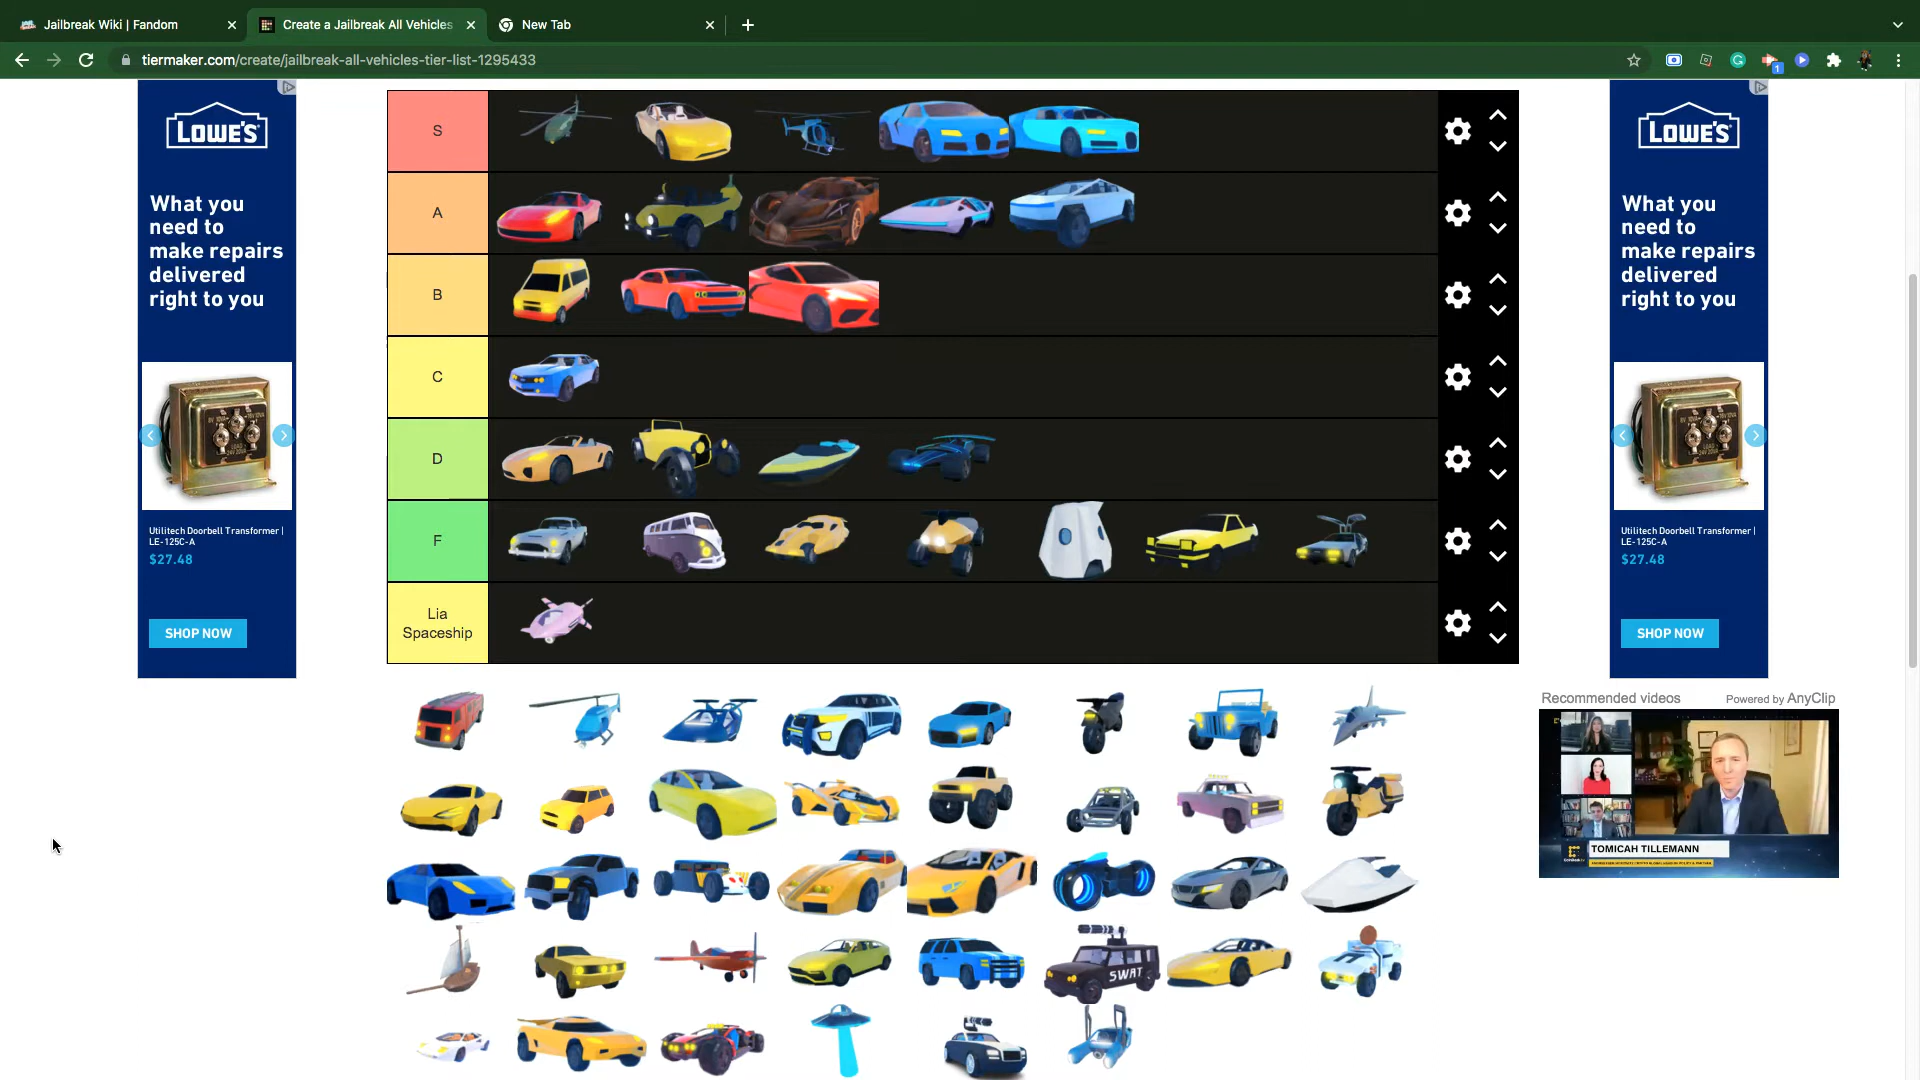 Jailbreak Wiki | Fandom
Create a Jailbreak All Vehicles
New Tab
tiermaker.com/create/jailbreak-all-vehicles-tier-list-1295433
1
LOWE'S
What you
need to
make repairs
delivered
right to you
Utilitech Doorbell Transformer |
LE-125C-A
$27.48
SHOP NOW
S
A
B
C
D
F
Lia
Spaceship
SWAT
LOWE'S
What you
need to
make repairs
delivered
right to you
Utilitech Doorbell Transformer |
LE-125C-A
$27.48
SHOP NOW
Recommended videos
Powered by AnyClip
TOMICAH TILLEMANN